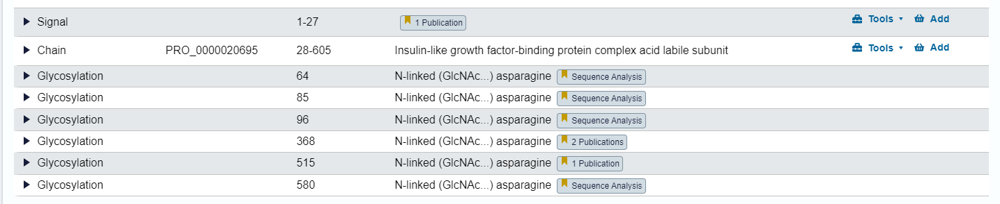 Signal 1-27 1 Publication Tools Add
Chain PRO_0000020695 28-605 Insulin-like growth factor-binding protein complex acid labile subunit Tools Add
Glycosylation 64 N-linked (GlcNAc...) asparagine Sequence Analysis
Glycosylation 85 N-linked (GlcNAc...) asparagine Sequence Analysis
Glycosylation 96 N-linked (GlcNAc...) asparagine Sequence Analysis
Glycosylation 368 N-linked (GlcNAc...) asparagine 2 Publications
Glycosylation 515 N-linked (GlcNAc...) asparagine 1 Publication
Glycosylation 580 N-linked (GlcNAc...) asparagine Sequence Analysis